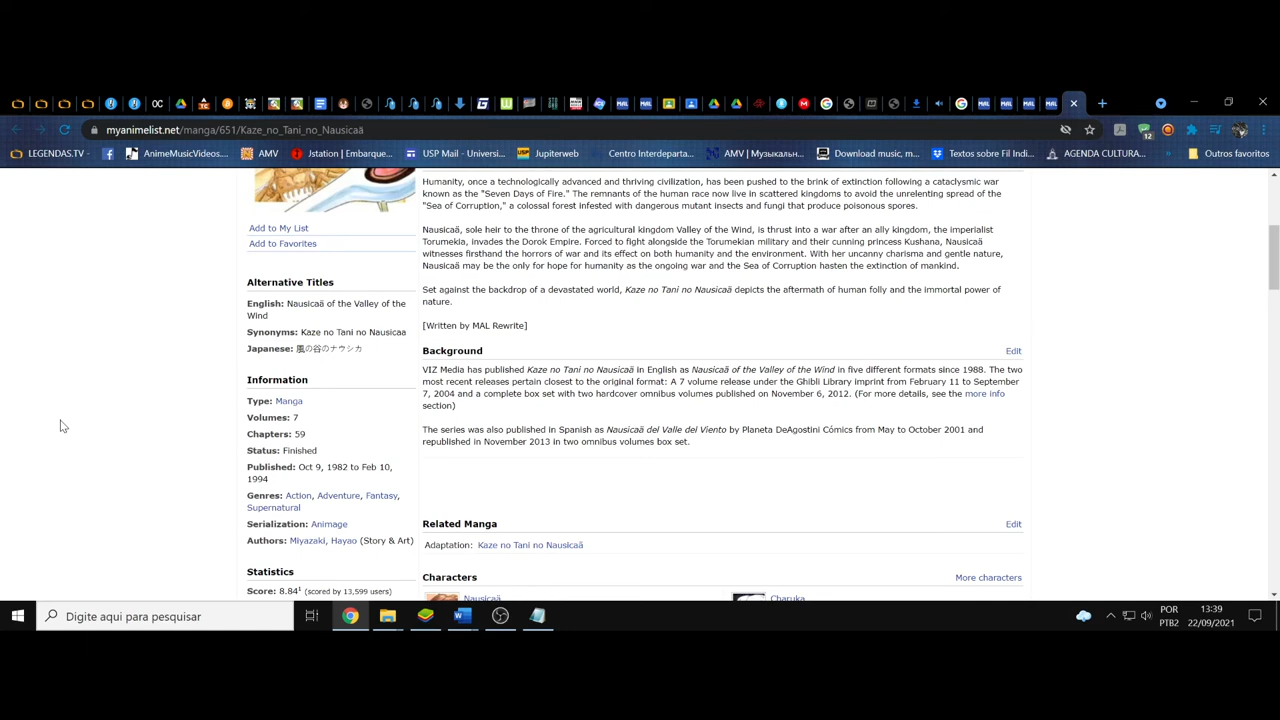 OC
MAL
MAL
MAL
MAL
MAL
MAL
myanimelist.net/manga/651/Kaze_no_Tani_no_Nausicaä
12
LEGENDAS.TV
AnimeMusicVideos...
AMV
Jstation | Embarque...
USP Mail - Universi...
Jupiterweb
Centro Interdeparta...
AMV | Музыкальн...
Download music, m...
Textos sobre Fil Indi...
AGENDA CULTURA...
Outros favoritos
Humanity, once a technologically advanced and thriving civilization, has been pushed to the brink of extinction following a cataclysmic war
known as the "Seven Days of Fire." The remnants of the human race now live in scattered kingdoms to avoid the unrelenting spread of the
"Sea of Corruption," a colossal forest infested with dangerous mutant insects and fungi that produce poisonous spores.
Nausicaä, sole heir to the throne of the agricultural kingdom Valley of the Wind, is thrust into a war after an ally kingdom, the imperialist
Torumekia, invades the Dorok Empire. Forced to fight alongside the Torumekian military and their cunning princess Kushana, Nausicaä
witnesses firsthand the horrors of war and its effect on both humanity and the environment. With her uncanny charisma and gentle nature,
Nausicaä may be the only for hope for humanity as the ongoing war and the Sea of Corruption hasten the extinction of mankind.
Set against the backdrop of a devastated world, Kaze no Tani no Nausicaä depicts the aftermath of human folly and the immortal power of
nature.
[Written by MAL Rewrite]
Background
Edit
VIZ Media has published Kaze no Tani no Nausicaä in English as Nausicaä of the Valley of the Wind in five different formats since 1988. The two
most recent releases pertain closest to the original format: A 7 volume release under the Ghibli Library imprint from February 11 to September
7, 2004 and a complete box set with two hardcover omnibus volumes published on November 6, 2012. (For more details, see the more info
section)
The series was also published in Spanish as Nausicaä del Valle del Viento by Planeta DeAgostini Cómics from May to October 2001 and
republished in November 2013 in two omnibus volumes box set.
Related Manga
Edit
Adaptation: Kaze no Tani no Nausicaä
Characters
More characters
Nausicaä
Charuka
Add to My List
Add to Favorites
Alternative Titles
English: Nausicaä of the Valley of the
Wind
Synonyms: Kaze no Tani no Nausicaa
Japanese: 風の谷のナウシカ
Information
Type: Manga
Volumes: 7
Chapters: 59
Status: Finished
Published: Oct 9, 1982 to Feb 10,
1994
Genres: Action, Adventure, Fantasy,
Supernatural
Serialization: Animage
Authors: Miyazaki, Hayao (Story & Art)
Statistics
Score: 8.84¹ (scored by 13,599 users)
Digite aqui para pesquisar
POR
PTB2
13:39
22/09/2021